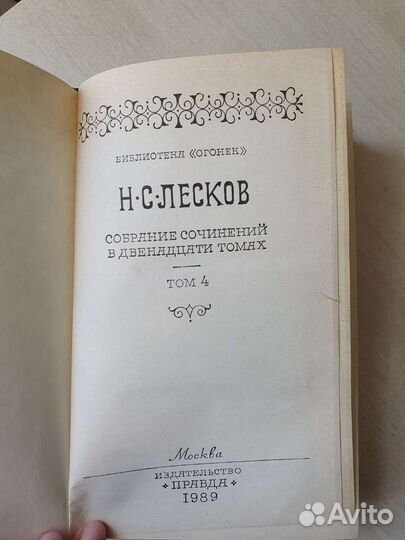 БИБЛИОТЕКА «ОГОНЕК»
Н·С·ЛЕСКОВ
СОБРАНИЕ СОЧИНЕНИЙ
В ДВЕНАДЦАТИ ТОМАХ
ТОМ 4
Москва
ИЗДАТЕЛЬСТВО
• ПРАВДА •
1989
Avito